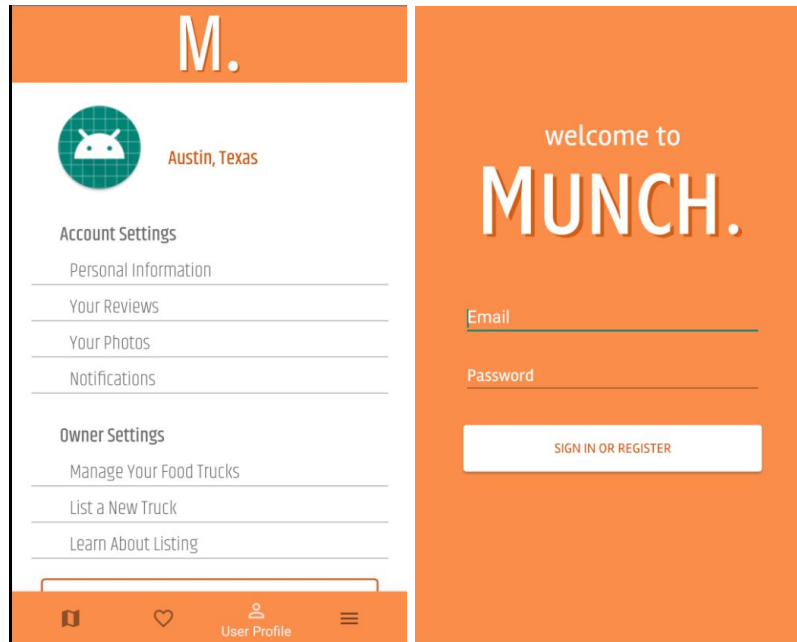 M.
Austin, Texas
Account Settings
Personal Information
Your Reviews
Your Photos
Notifications
Owner Settings
Manage Your Food Trucks
List a New Truck
Learn About Listing
User Profile
welcome to
MUNCH.
Email
Password
SIGN IN OR REGISTER